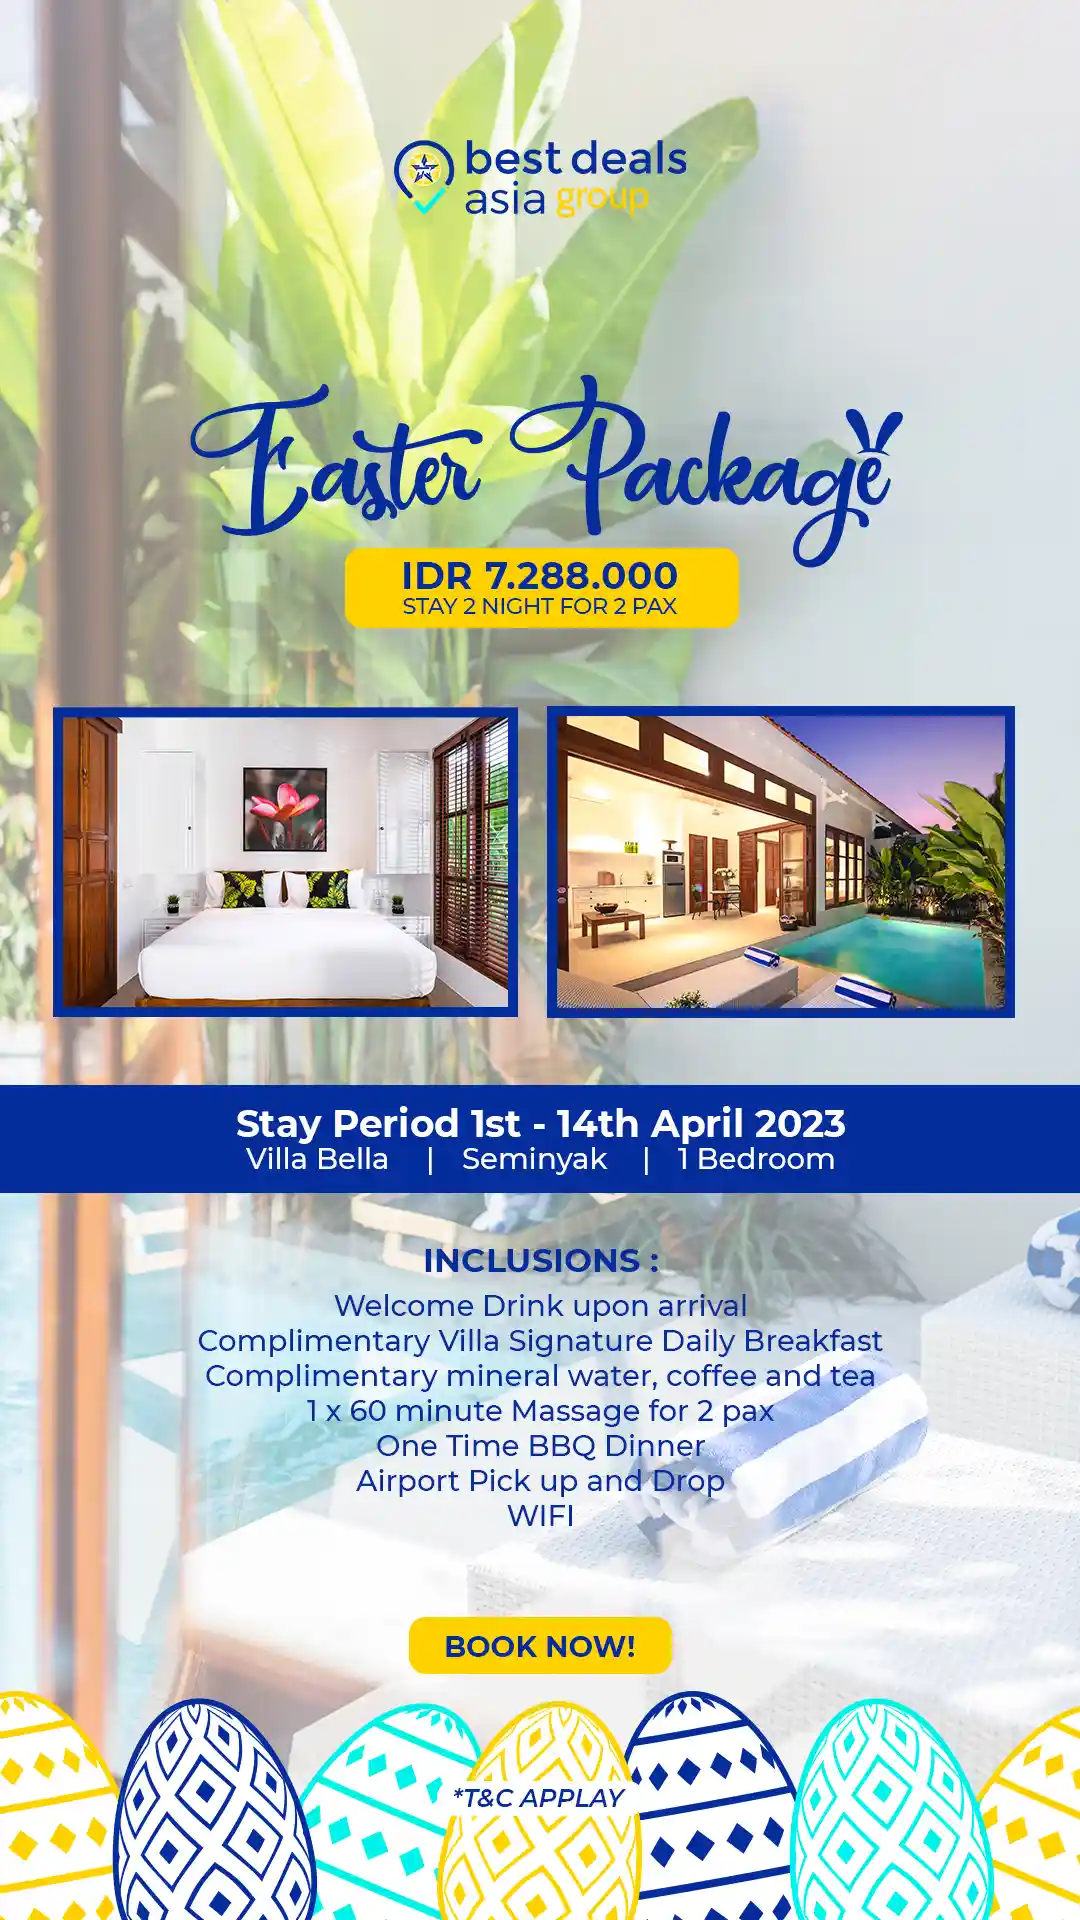 best deals
asia group
Easter Package
IDR 7.288.000
STAY 2 NIGHT FOR 2 PAX
Stay Period 1st - 14th April 2023
Villa Bella | Seminyak | 1 Bedroom
INCLUSIONS :
Welcome Drink upon arrival
Complimentary Villa Signature Daily Breakfast
Complimentary mineral water, coffee and tea
1 x 60 minute Massage for 2 pax
One Time BBQ Dinner
Airport Pick up and Drop
WIFI
BOOK NOW!
*T&C APPLAY